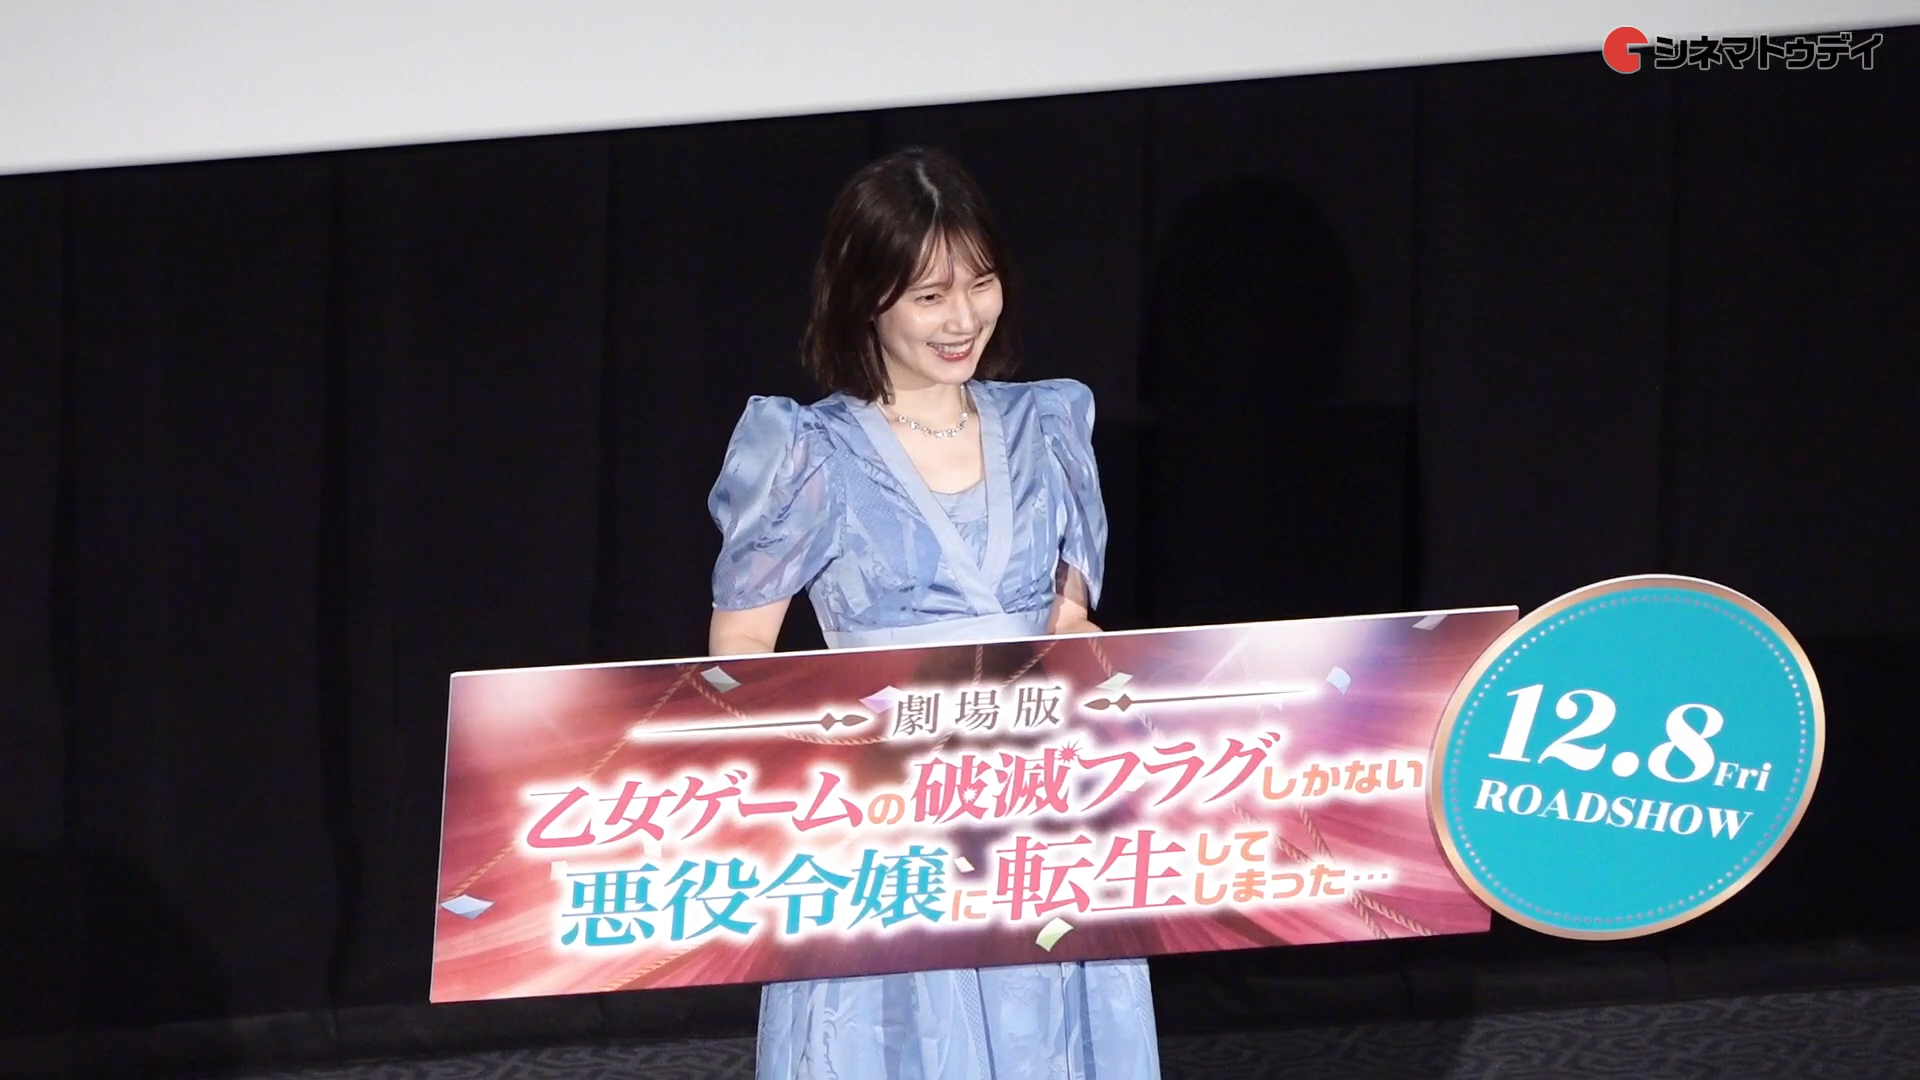 シネマトゥデイ
劇場版
乙女ゲームの破滅フラグしかない
悪役令嬢に転生して
しまった…
12.8Fri
ROADSHOW